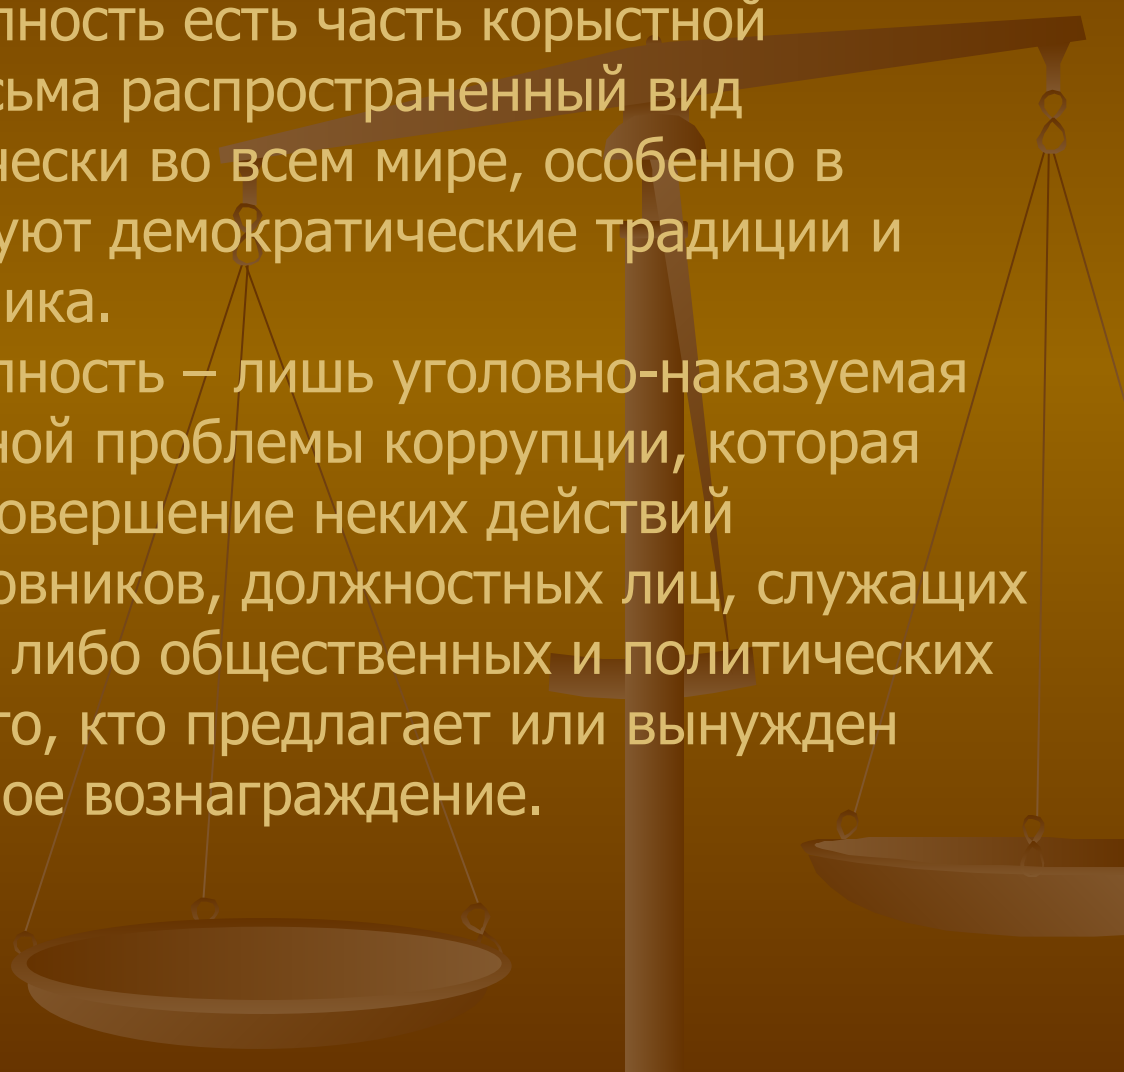 пность есть часть корыстной
сьма распространенный вид
чески во всем мире, особенно в
уют демократические традиции и
ика.
пность – лишь уголовно-наказуемая
ной проблемы коррупции, которая
овершение неких действий
овников, должностных лиц, служащих
либо общественных и политических
го, кто предлагает или вынужден
ое вознаграждение.